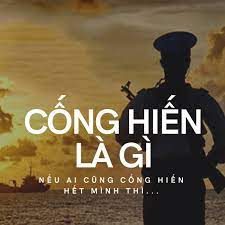 CỐNG HIẾN
LÀ GÌ
NẾU AI CŨNG CỐNG HIẾN
HẾT MÌNH THÌ...